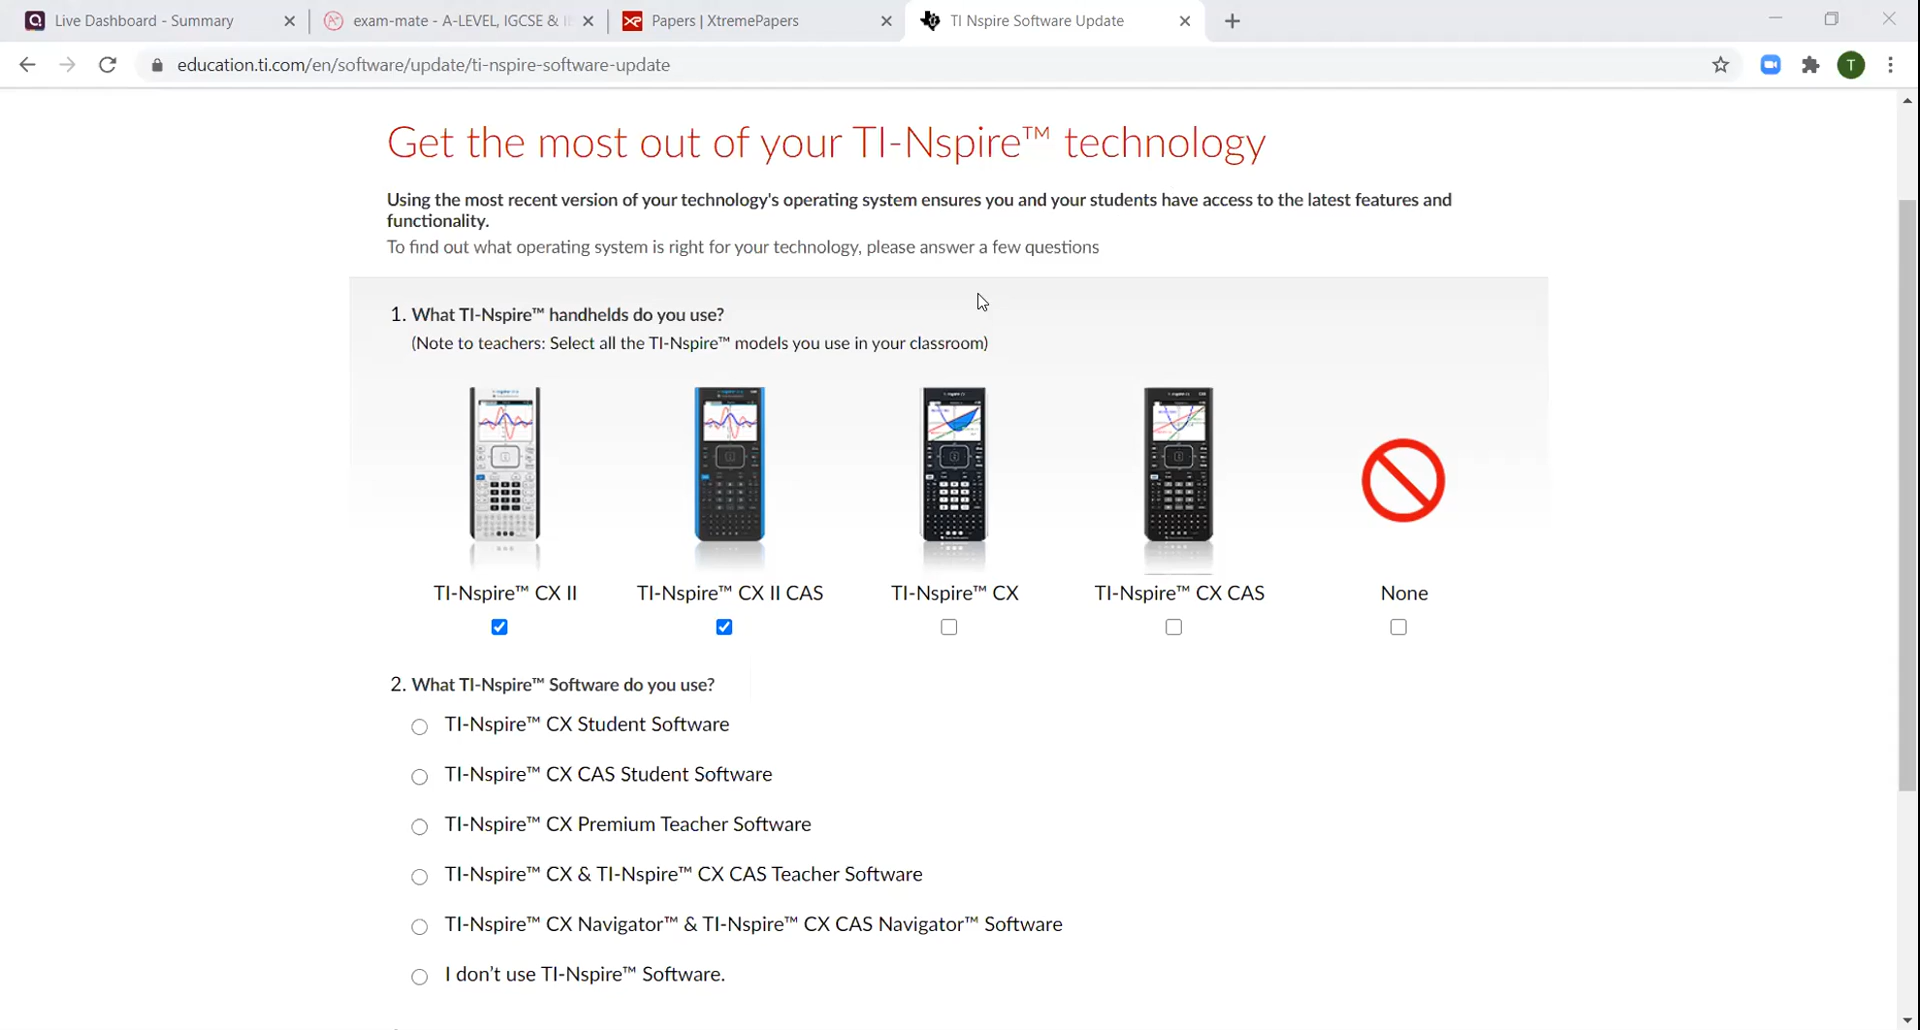 Live Dashboard - Summary
exam-mate - A-LEVEL, IGCSE &
Papers | XtremePapers
TI Nspire Software Update
education.ti.com/en/software/update/ti-nspire-software-update
T
Get the most out of your TI-Nspire™ technology
Using the most recent version of your technology's operating system ensures you and your students have access to the latest features and
functionality.
To find out what operating system is right for your technology, please answer a few questions
1. What TI-Nspire™ handhelds do you use?
(Note to teachers: Select all the TI-Nspire™ models you use in your classroom)
TI-Nspire™ CX II
TI-Nspire™ CX II CAS
TI-Nspire™ CX
TI-Nspire™ CX CAS
None
2. What TI-Nspire™ Software do you use?
TI-Nspire™ CX Student Software
TI-Nspire™ CX CAS Student Software
TI-Nspire™ CX Premium Teacher Software
TI-Nspire™ CX & TI-Nspire™ CX CAS Teacher Software
TI-Nspire™ CX Navigator™ & TI-Nspire™ CX CAS Navigator™ Software
I don't use TI-Nspire™ Software.